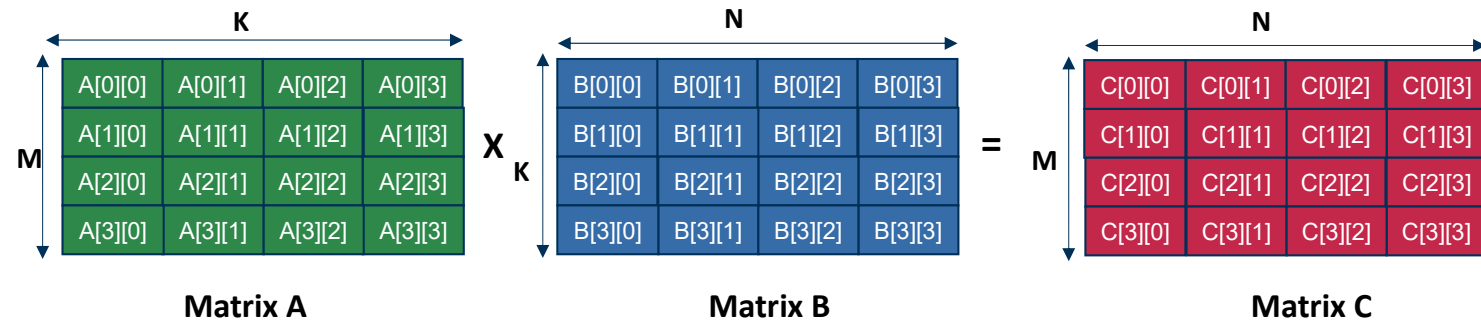 K
N
N
A[0][0] A[0][1] A[0][2] A[0][3]
A[1][0] A[1][1] A[1][2] A[1][3]
A[2][0] A[2][1] A[2][2] A[2][3]
A[3][0] A[3][1] A[3][2] A[3][3]
M
X
K
B[0][0] B[0][1] B[0][2] B[0][3]
B[1][0] B[1][1] B[1][2] B[1][3]
B[2][0] B[2][1] B[2][2] B[2][3]
B[3][0] B[3][1] B[3][2] B[3][3]
=
M
C[0][0] C[0][1] C[0][2] C[0][3]
C[1][0] C[1][1] C[1][2] C[1][3]
C[2][0] C[2][1] C[2][2] C[2][3]
C[3][0] C[3][1] C[3][2] C[3][3]
Matrix A
Matrix B
Matrix C